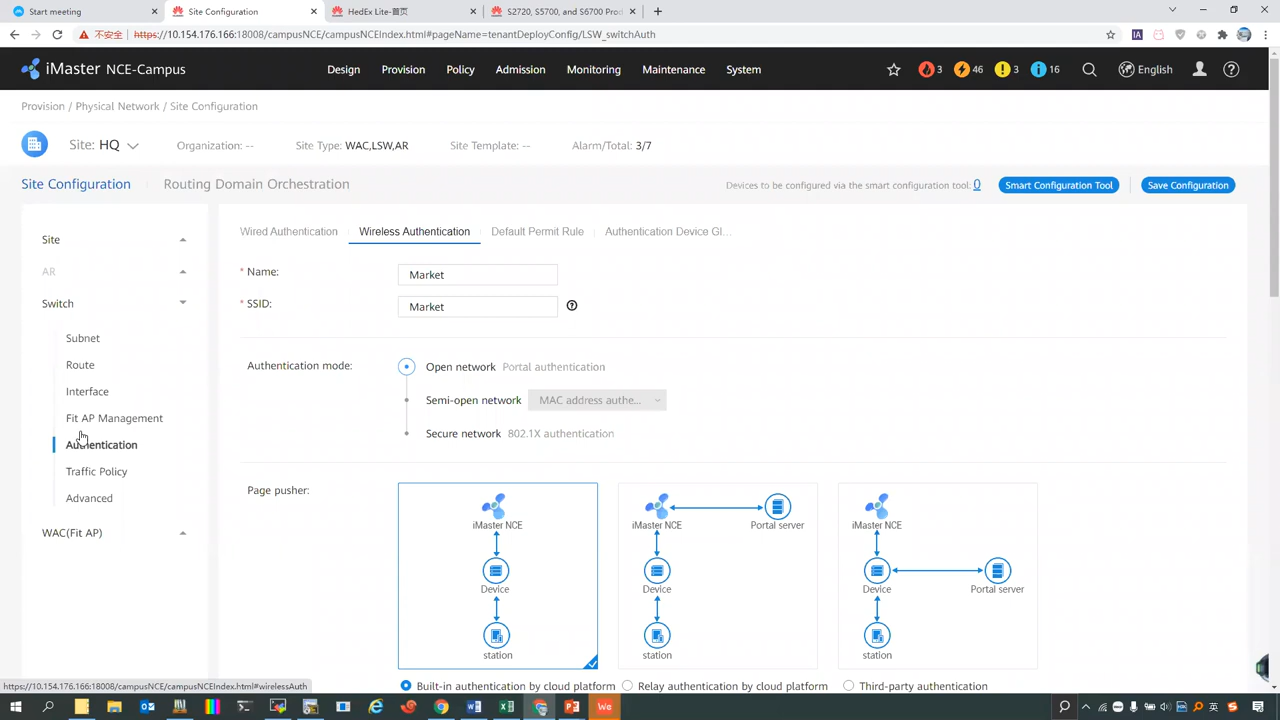 Start meeting
Site Configuration
HedEx Lite-首页
S2720, S5700, and S6700 Prod
不安全 https://10.154.176.166:18008/campusNCE/campusNCEIndex.html#pageName=tenantDeployConfig/LSW_switchAuth
IA
iMaster NCE-Campus
Design
Provision
Policy
Admission
Monitoring
Maintenance
System
3
46
3
16
English
Provision / Physical Network / Site Configuration
Site: HQ
Organization: --
Site Type: WAC,LSW,AR
Site Template: --
Alarm/Total: 3/7
Site Configuration
Routing Domain Orchestration
Devices to be configured via the smart configuration tool: 0
Smart Configuration Tool
Save Configuration
Site
AR
Switch
Subnet
Route
Interface
Fit AP Management
Authentication
Traffic Policy
Advanced
WAC(Fit AP)
Wired Authentication
Wireless Authentication
Default Permit Rule
Authentication Device Gl...
* Name:
Market
* SSID:
Market
Authentication mode:
Open network Portal authentication
Semi-open network MAC address authe...
Secure network 802.1X authentication
Page pusher:
iMaster NCE
Device
station
iMaster NCE
Portal server
Device
station
iMaster NCE
Device
Portal server
station
Built-in authentication by cloud platform
Relay authentication by cloud platform
Third-party authentication
https://10.154.176.166:18008/campusNCE/campusNCEIndex.html#wirelessAuth
We
英